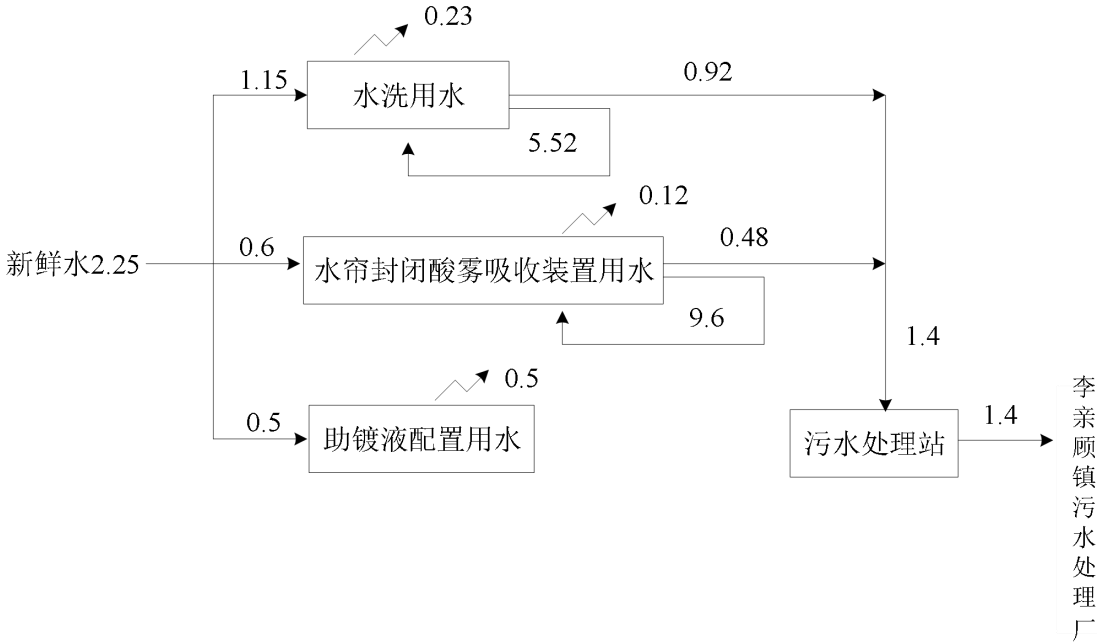 0.23
1.15
水洗用水
0.92
5.52
0.12
新鲜水2.25
0.6
水帘封闭酸雾吸收装置用水
0.48
9.6
1.4
0.5
0.5
助镀液配置用水
污水处理站
1.4
李亲顾镇污水处理厂